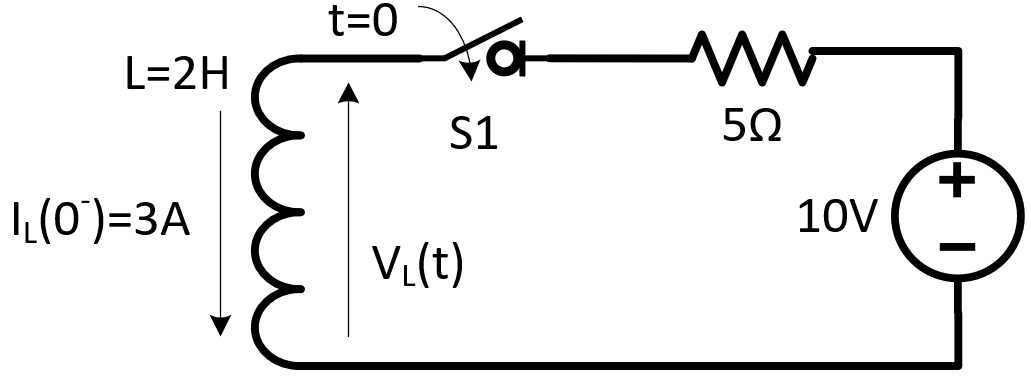 t=0
L=2H
S1
5Ω
I_L(0⁻)=3A
10V
+
−
V_L(t)